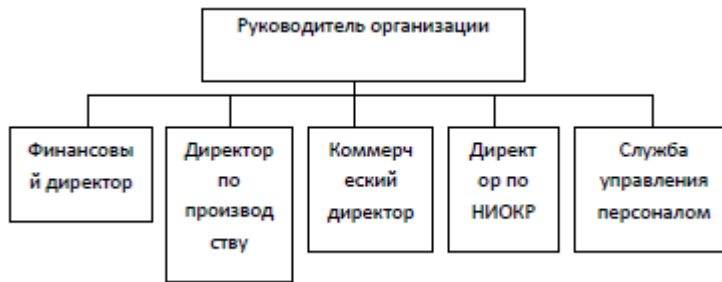 Руководитель организации
Финансовы
й директор
Директор
по
производ
ству
Коммерч
еский
директор
Директ
ор по
НИОКР
Служба
управления
персоналом